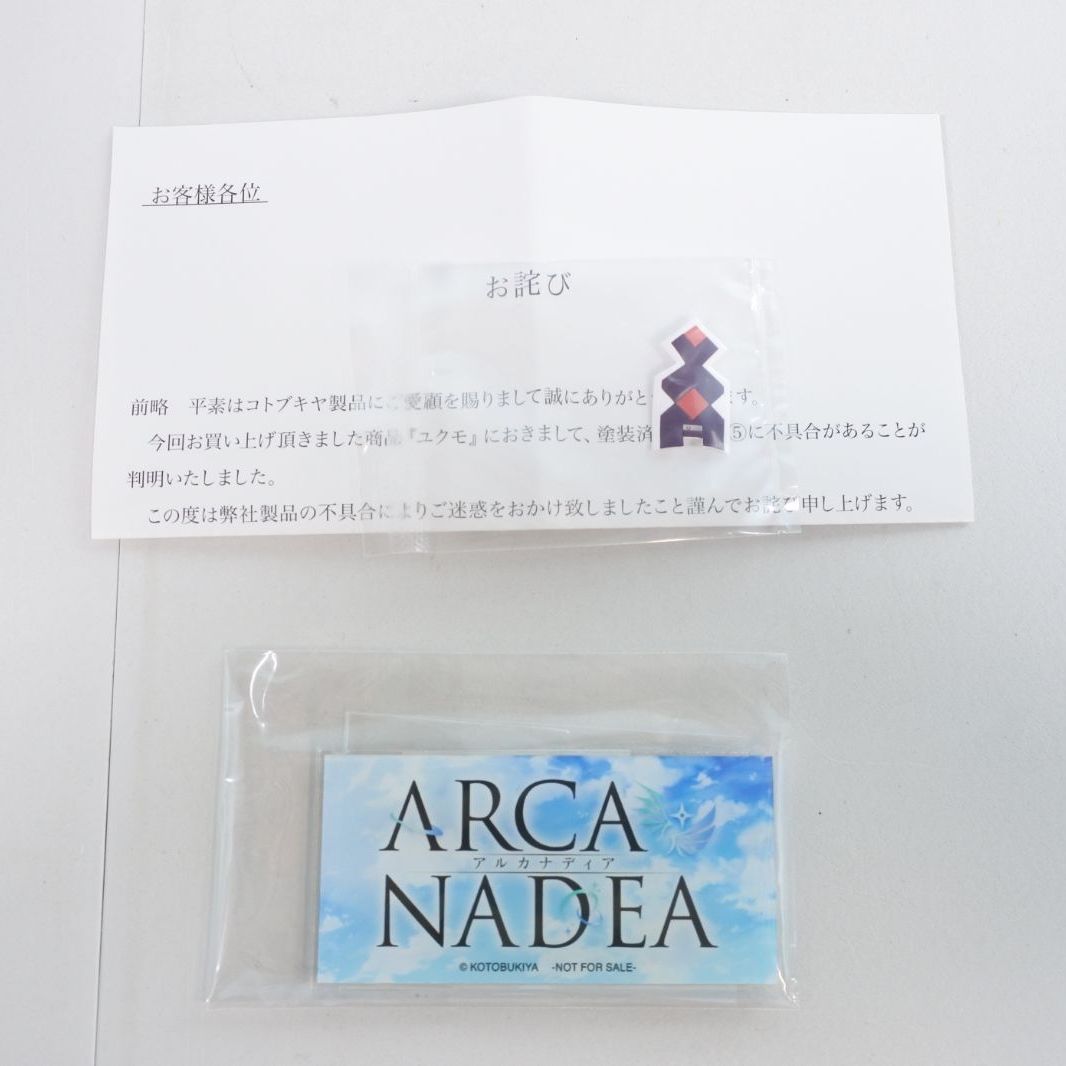 お客様各位
お詫び
前略　平素はコトブキヤ製品にご愛顧を賜りまして誠にありがと ます。
今回お買い上げ頂きました商品『ユクモ』におきまして、塗装済 ⑤に不具合があることが
判明いたしました。
この度は弊社製品の不具合によりご迷惑をおかけ致しましたこと謹んでお詫び申し上げます。
ARCA
アルカナディア
NADEA
© KOTOBUKIYA -NOT FOR SALE-